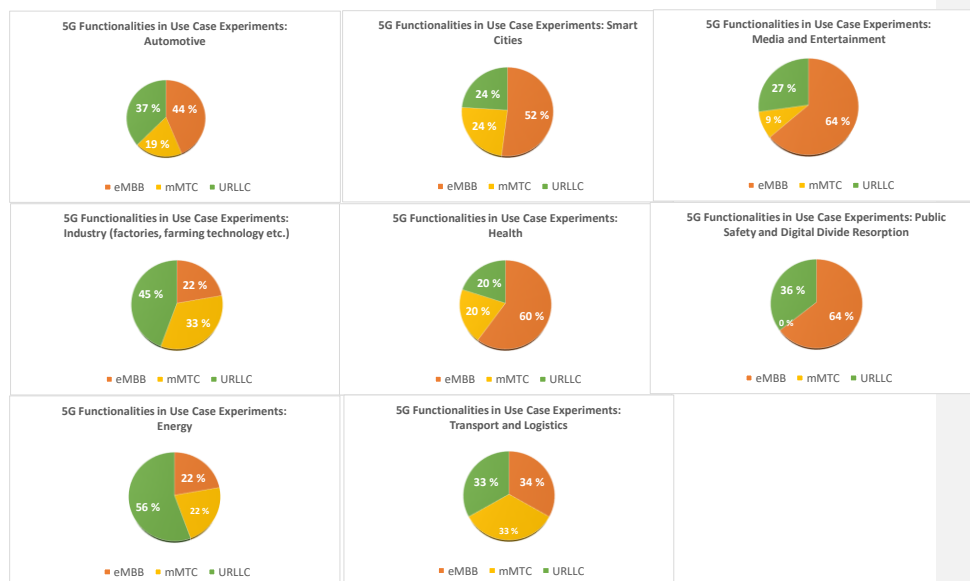 5G Functionalities in Use Case Experiments:
Automotive
37 %
44 %
19 %
eMBB mMTC URLLC
5G Functionalities in Use Case Experiments: Smart
Cities
24 %
52 %
24 %
eMBB mMTC URLLC
5G Functionalities in Use Case Experiments:
Media and Entertainment
27 %
9 %
64 %
eMBB mMTC URLLC
5G Functionalities in Use Case Experiments:
Industry (factories, farming technology etc.)
45 %
22 %
33 %
eMBB mMTC URLLC
5G Functionalities in Use Case Experiments:
Health
20 %
20 %
60 %
eMBB mMTC URLLC
5G Functionalities in Use Case Experiments: Public
Safety and Digital Divide Resorption
36 %
0 %
64 %
eMBB mMTC URLLC
5G Functionalities in Use Case Experiments:
Energy
22 %
56 %
22 %
eMBB mMTC URLLC
5G Functionalities in Use Case Experiments:
Transport and Logistics
33 %
34 %
33 %
eMBB mMTC URLLC